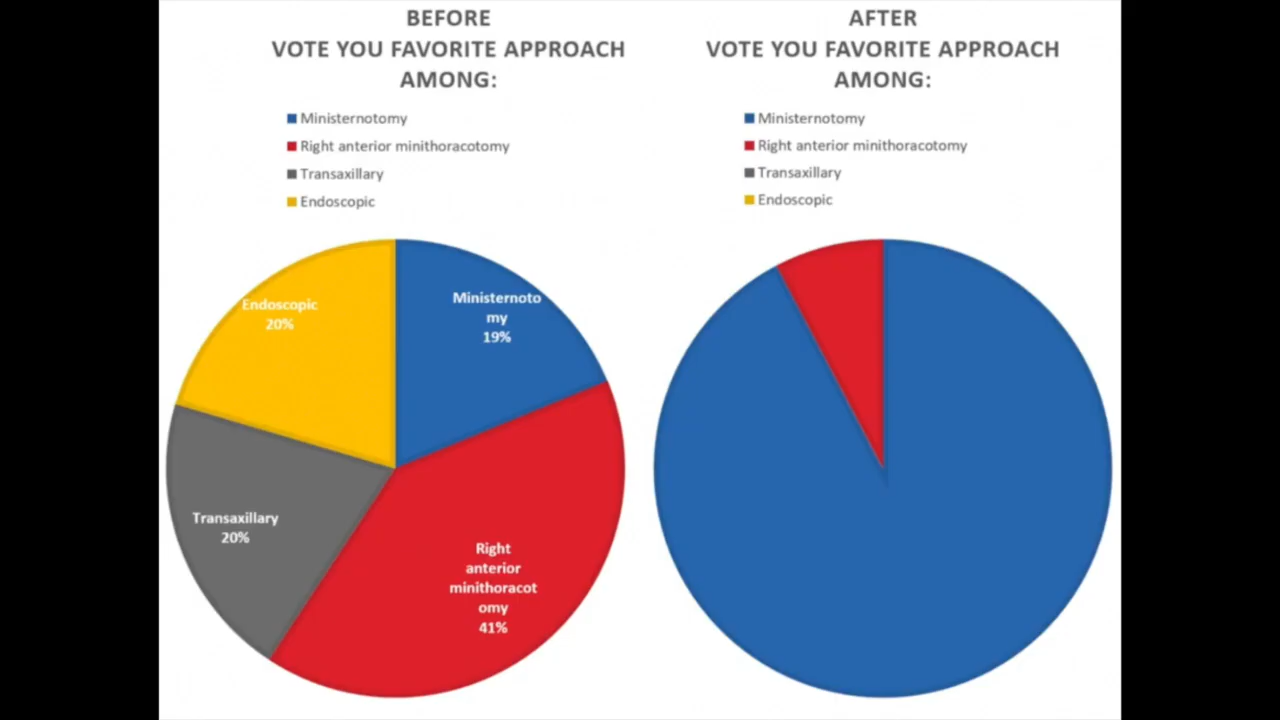 BEFORE
VOTE YOU FAVORITE APPROACH
AMONG:
Ministernotomy
Right anterior minithoracotomy
Transaxillary
Endoscopic
Endoscopic
20%
Ministernoto
my
19%
Transaxillary
20%
Right
anterior
minithoracot
omy
41%
AFTER
VOTE YOU FAVORITE APPROACH
AMONG:
Ministernotomy
Right anterior minithoracotomy
Transaxillary
Endoscopic